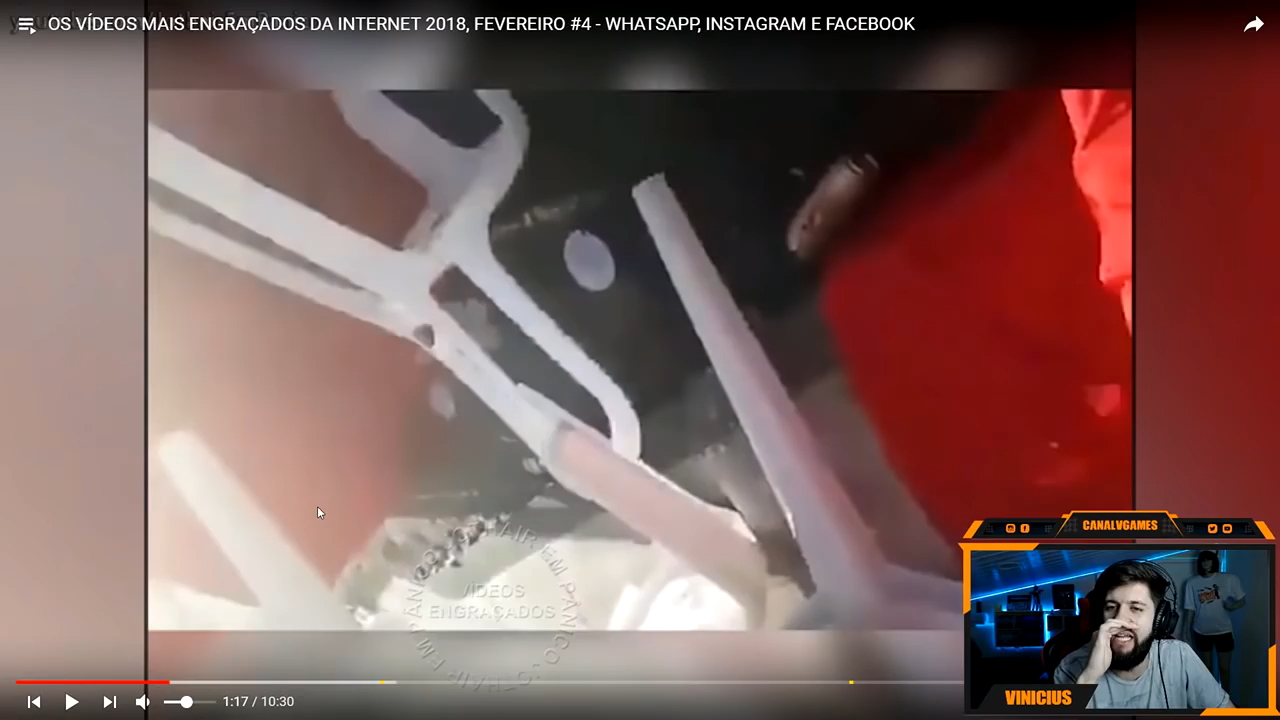 OS VÍDEOS MAIS ENGRAÇADOS DA INTERNET 2018, FEVEREIRO #4 - WHATSAPP, INSTAGRAM E FACEBOOK
VÍDEOS
ENGRAÇADOS
CANALVGAMES
VINICIUS
1:17 / 10:30